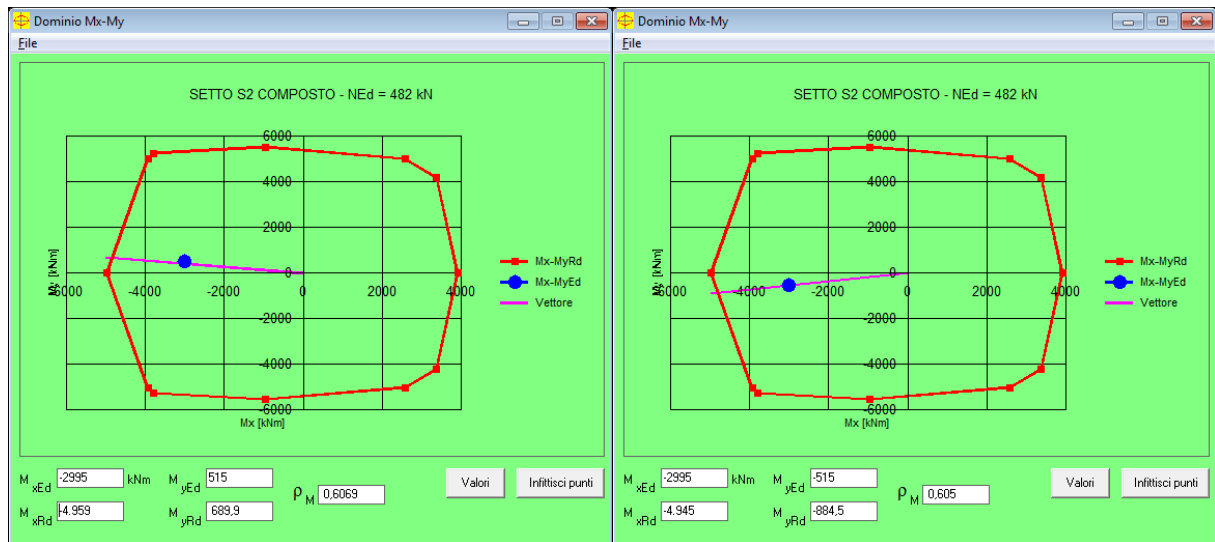 Dominio Mx-My
File
SETTO S2 COMPOSTO - NEd = 482 kN
6000
4000
2000
0
-6000 -4000 -2000 0 2000 4000
-2000
-4000
-6000
My [kNm]
Mx [kNm]
Mx-MyRd
Mx-MyEd
Vettore
M xEd -2995 kNm M yEd 515
ρ M 0,6069
Valori Infittisci punti
M xRd -4.959 M yRd 689,9
Dominio Mx-My
File
SETTO S2 COMPOSTO - NEd = 482 kN
6000
4000
2000
0
-6000 -4000 -2000 0 2000 4000
-2000
-4000
-6000
My [kNm]
Mx [kNm]
Mx-MyRd
Mx-MyEd
Vettore
M xEd -2995 kNm M yEd -515
ρ M 0,605
Valori Infittisci punti
M xRd -4.945 M yRd -884,5